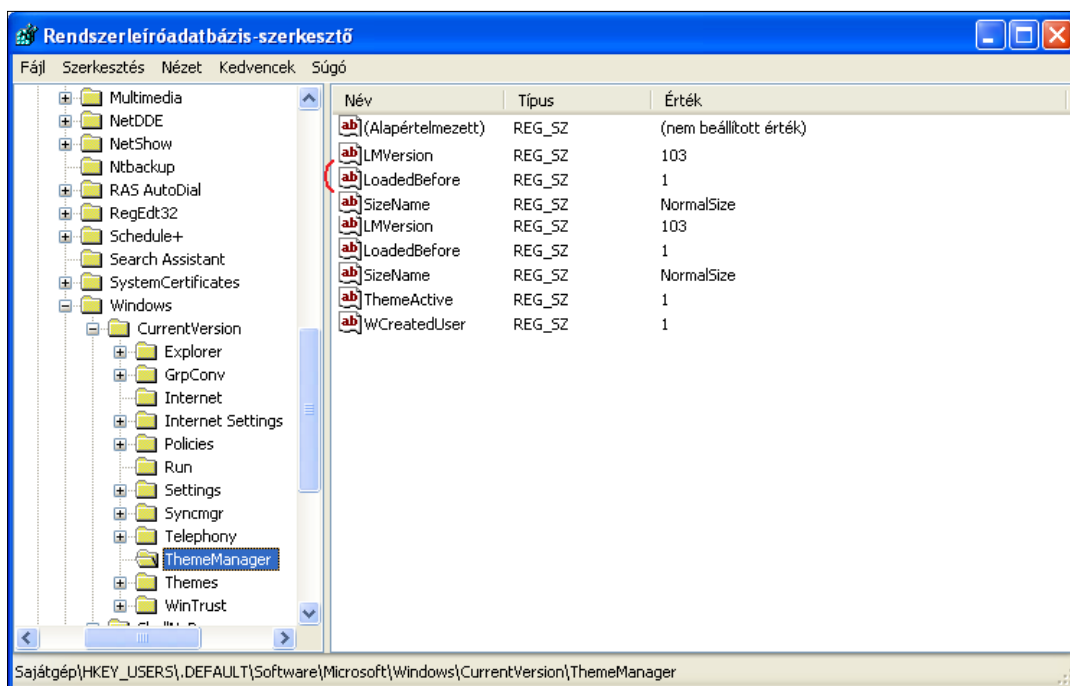 Rendszerleíróadatbázis-szerkesztő
Fájl Szerkesztés Nézet Kedvencek Súgó
Multimedia
NetDDE
NetShow
Ntbackup
RAS AutoDial
RegEdt32
Schedule+
Search Assistant
SystemCertificates
Windows
CurrentVersion
Explorer
GrpConv
Internet
Internet Settings
Policies
Run
Settings
Syncmgr
Telephony
ThemeManager
Themes
WinTrust
Név Típus Érték
(Alapértelmezett) REG_SZ (nem beállított érték)
LMVersion REG_SZ 103
LoadedBefore REG_SZ 1
SizeName REG_SZ NormalSize
LMVersion REG_SZ 103
LoadedBefore REG_SZ 1
SizeName REG_SZ NormalSize
ThemeActive REG_SZ 1
WCreatedUser REG_SZ 1
Sajátgép\HKEY_USERS\.DEFAULT\Software\Microsoft\Windows\CurrentVersion\ThemeManager